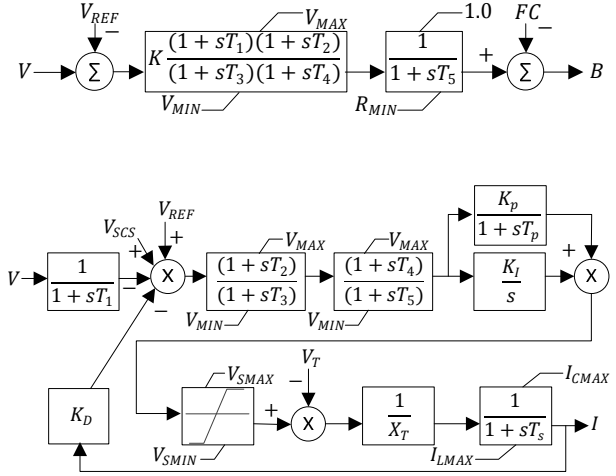 V_REF − V_MAX 1.0 FC −
V Σ K (1 + sT_1)(1 + sT_2) / (1 + sT_3)(1 + sT_4) 1 / 1 + sT_5 + Σ B
V_MIN R_MIN
V_REF K_p / 1 + sT_p
V_SCS + + V_MAX V_MAX +
V 1 / 1 + sT_1 − X − (1 + sT_2) / (1 + sT_3) (1 + sT_4) / (1 + sT_5) K_I / s + X
V_MIN V_MIN
V_SMAX V_T − I_CMAX
K_D + X 1 / X_T 1 / 1 + sT_s I
V_SMIN I_LMAX